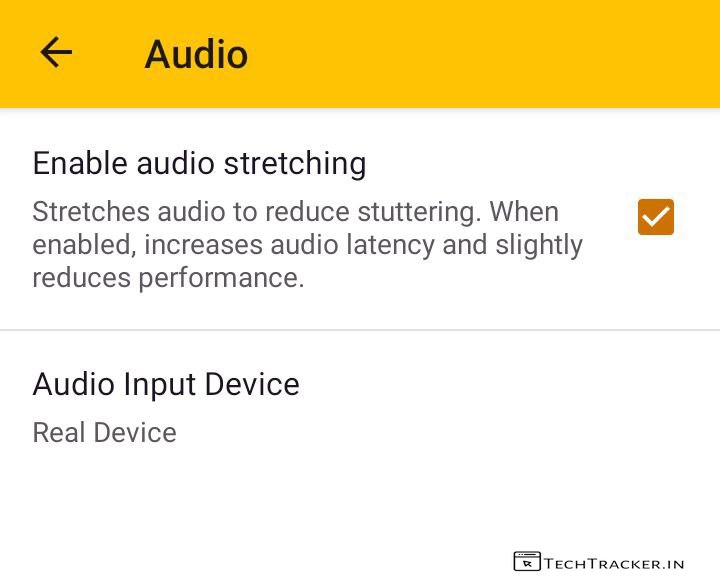 Audio
Enable audio stretching
Stretches audio to reduce stuttering. When
enabled, increases audio latency and slightly
reduces performance.
Audio Input Device
Real Device
TECHTRACKER.IN